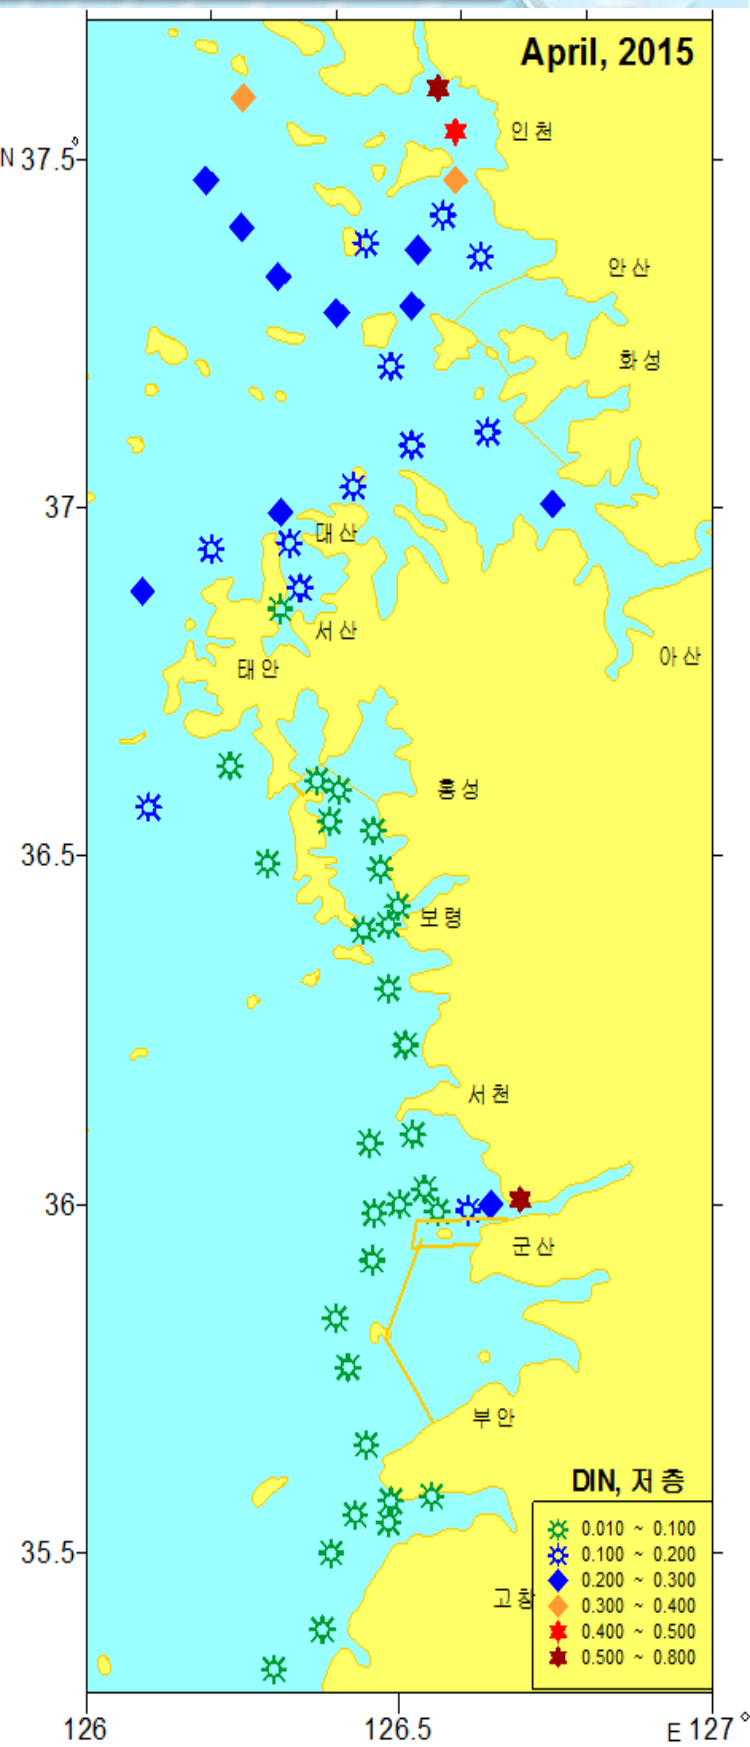 April, 2015
인천
N 37.5°
안산
화성
37
대산
서산
태안
아산
홍성
36.5
보령
서천
36
군산
부안
DIN, 저층
0.010 ~ 0.100
0.100 ~ 0.200
35.5
0.200 ~ 0.300
고창
0.300 ~ 0.400
0.400 ~ 0.500
0.500 ~ 0.800
126
126.5
E 127°